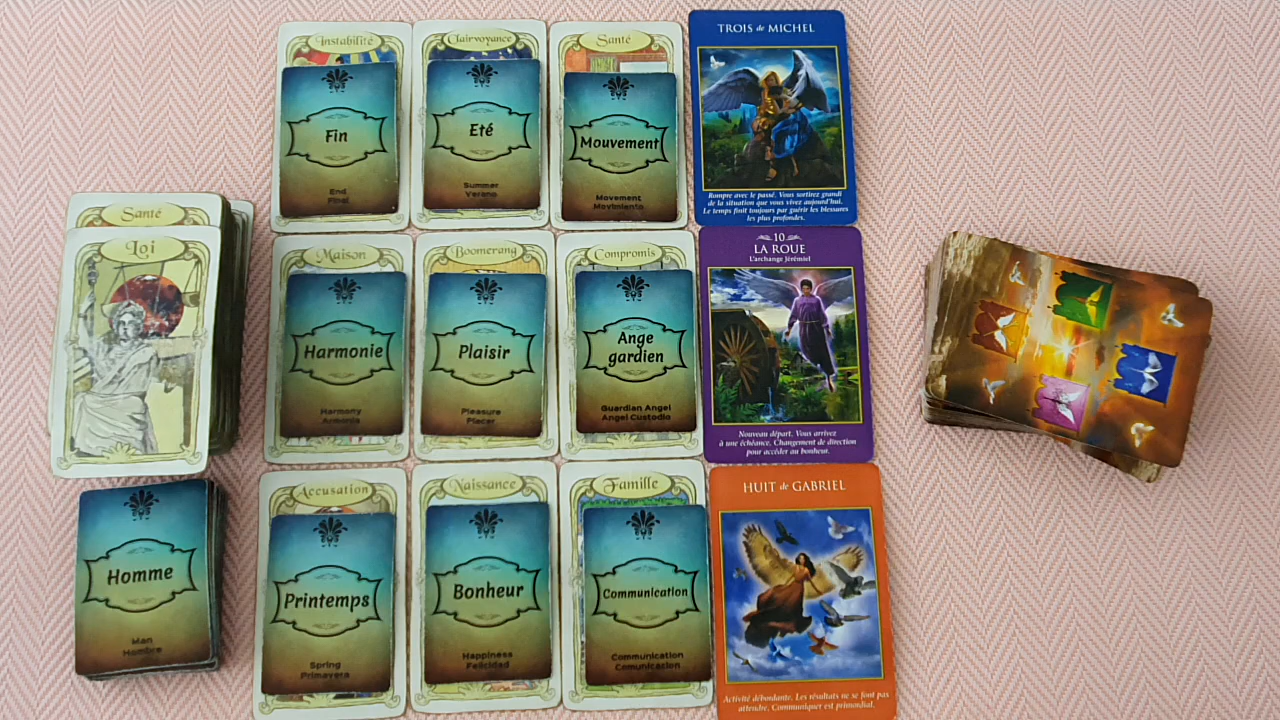 Instabilité
Fin
End
Final
Clairvoyance
Eté
Summer
Verano
Santé
Mouvement
Movement
Movimiento
TROIS de MICHEL
Rompre avec le passé. Vous sortirez grandi
de la situation que vous vivez aujourd'hui.
Le temps finit toujours par guérir les blessures
les plus profondes.
Santé
Loi
Maison
Harmonie
Harmony
Armonia
Boomerang
Plaisir
Pleasure
Placer
Compromis
Ange
gardien
Guardian Angel
Angel Custodio
10
LA ROUE
L'archange Jérémiel
Nouveau départ. Vous arrivez
à une échéance. Changement de direction
pour accéder au bonheur.
Homme
Man
Hombre
Accusation
Printemps
Spring
Primavera
Naissance
Bonheur
Happiness
Felicidad
Famille
Communication
Communication
Comunicacion
HUIT de GABRIEL
Activité débordante. Les résultats ne se font pas
attendre. Communiquer est primordial.